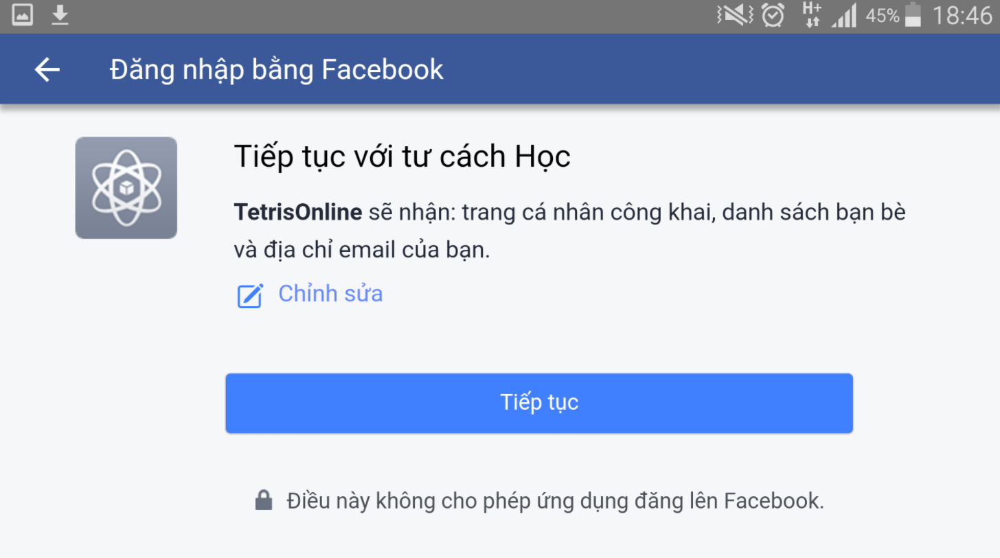 H+ 45% 18:46
Đăng nhập bằng Facebook
Tiếp tục với tư cách Học
TetrisOnline sẽ nhận: trang cá nhân công khai, danh sách bạn bè
và địa chỉ email của bạn.
Chỉnh sửa
Tiếp tục
Điều này không cho phép ứng dụng đăng lên Facebook.